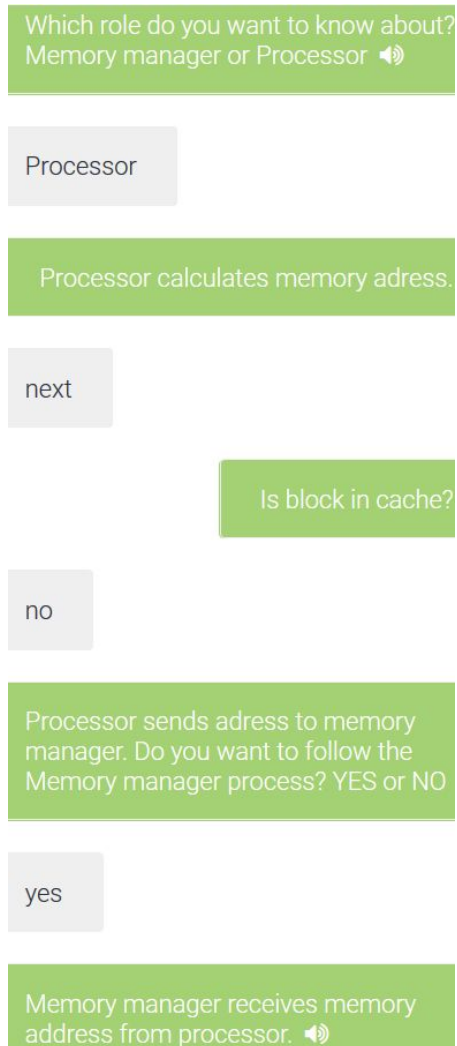 Which role do you want to know about?
Memory manager or Processor
Processor
Processor calculates memory adress.
next
Is block in cache?
no
Processor sends adress to memory
manager. Do you want to follow the
Memory manager process? YES or NO
yes
Memory manager receives memory
address from processor.